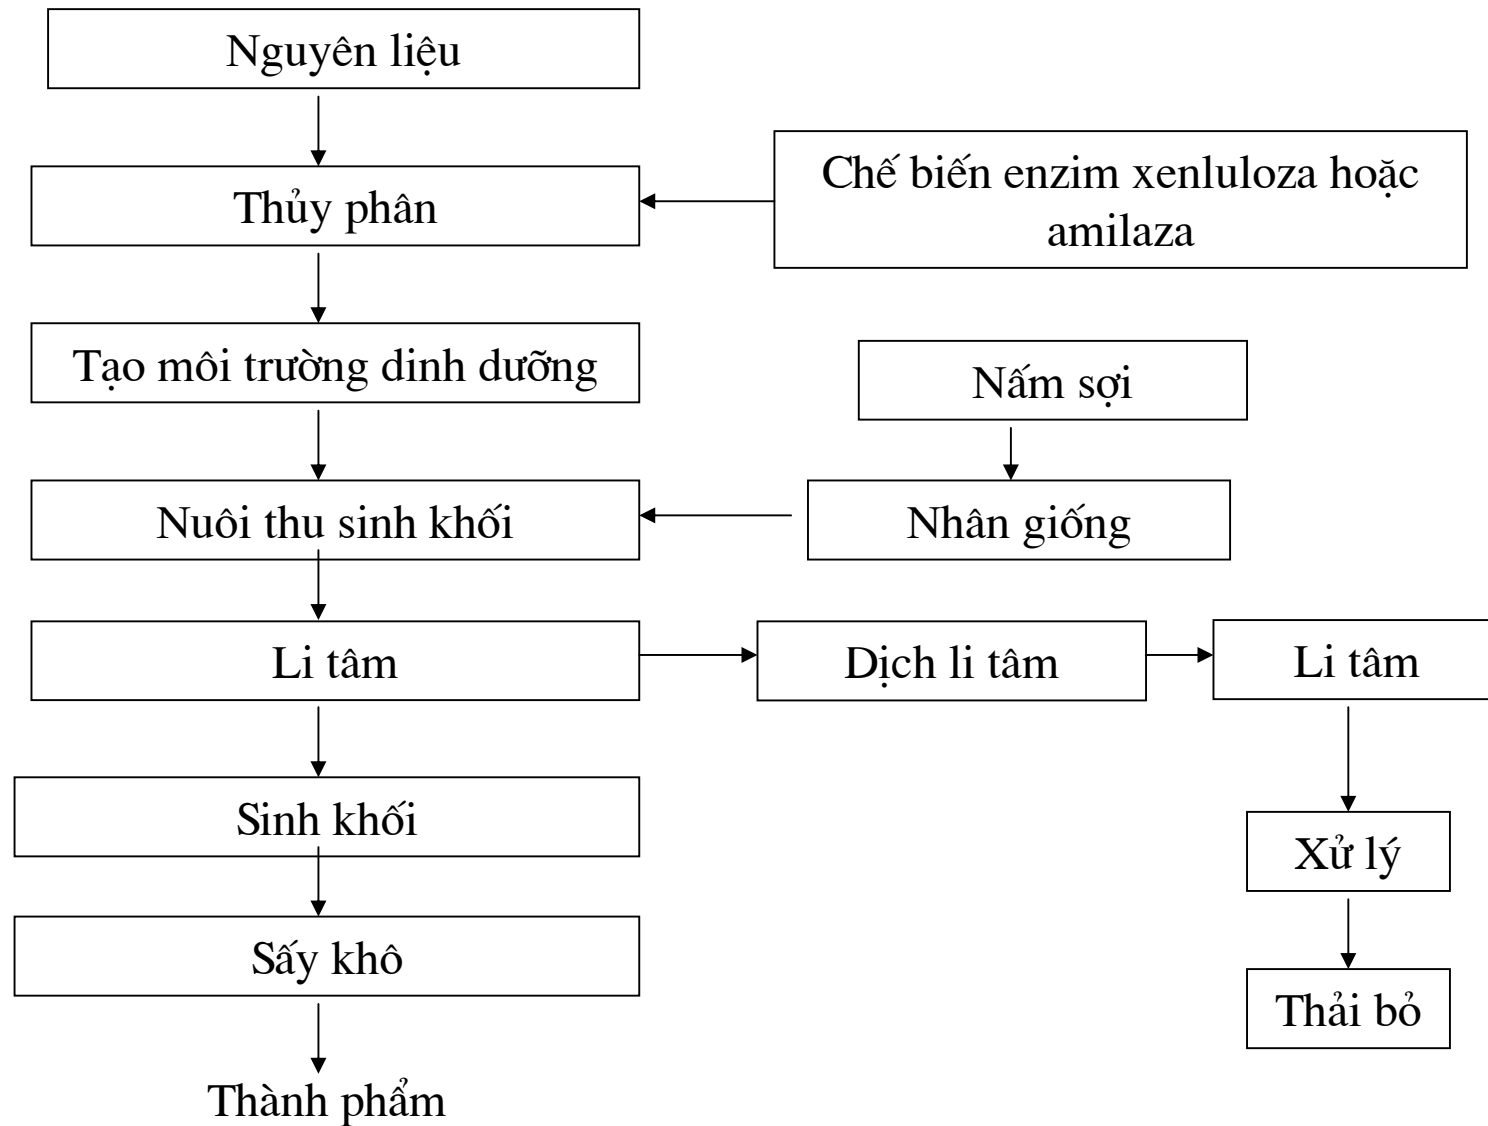 Nguyên liệu
Thủy phân
Chế biến enzim xenluloza hoặc
amilaza
Tạo môi trường dinh dưỡng
Nấm sợi
Nuôi thu sinh khối
Nhân giống
Li tâm
Dịch li tâm
Li tâm
Sinh khối
Xử lý
Sấy khô
Thải bỏ
Thành phẩm